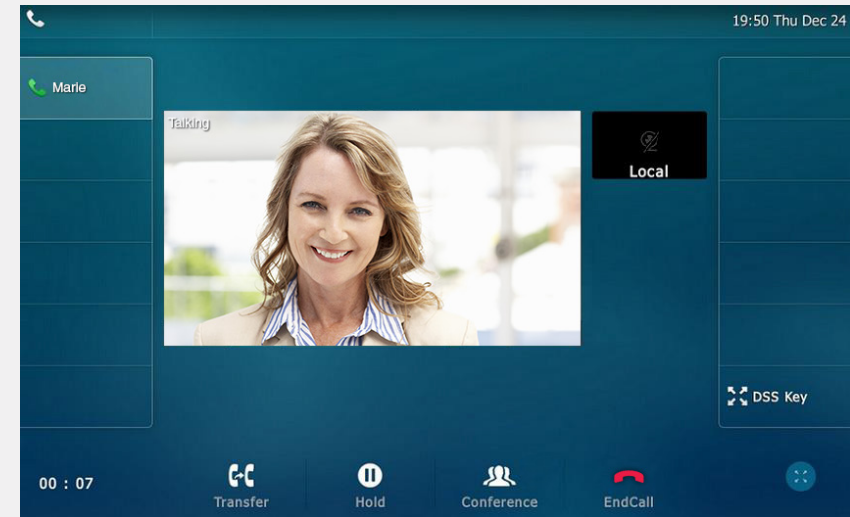 19:50 Thu Dec 24
Marie
Talking
Local
DSS Key
00 : 07
Transfer
Hold
Conference
EndCall